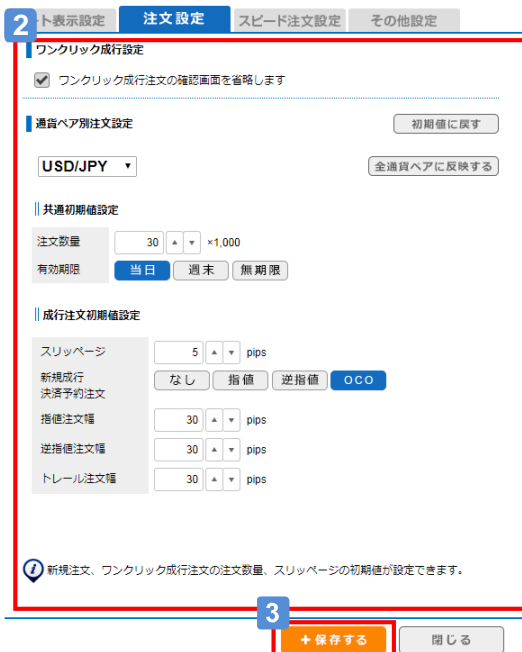 2 ト表示設定 注文設定 スピード注文設定 その他設定
ワンクリック成行設定
ワンクリック成行注文の確認画面を省略します
通貨ペア別注文設定 初期値に戻す
USD/JPY 全通貨ペアに反映する
共通初期値設定
注文数量 30 ×1,000
有効期限 当日 週末 無期限
成行注文初期値設定
スリッページ 5 pips
新規成行
決済予約注文 なし 指値 逆指値 OCO
指値注文幅 30 pips
逆指値注文幅 30 pips
トレール注文幅 30 pips
新規注文、ワンクリック成行注文の注文数量、スリッページの初期値が設定できます。
3
+保存する 閉じる